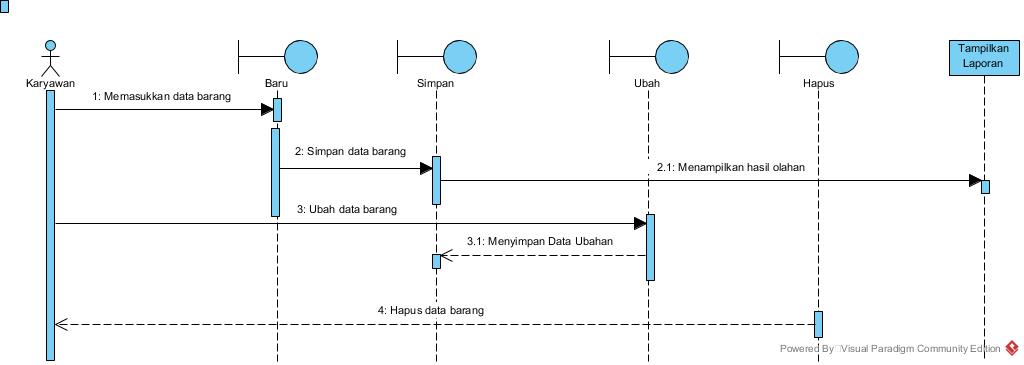 Karyawan
Baru
Simpan
Ubah
Hapus
Tampilkan
Laporan
1: Memasukkan data barang
2: Simpan data barang
2.1: Menampilkan hasil olahan
3: Ubah data barang
3.1: Menyimpan Data Ubahan
4: Hapus data barang
Powered By Visual Paradigm Community Edition